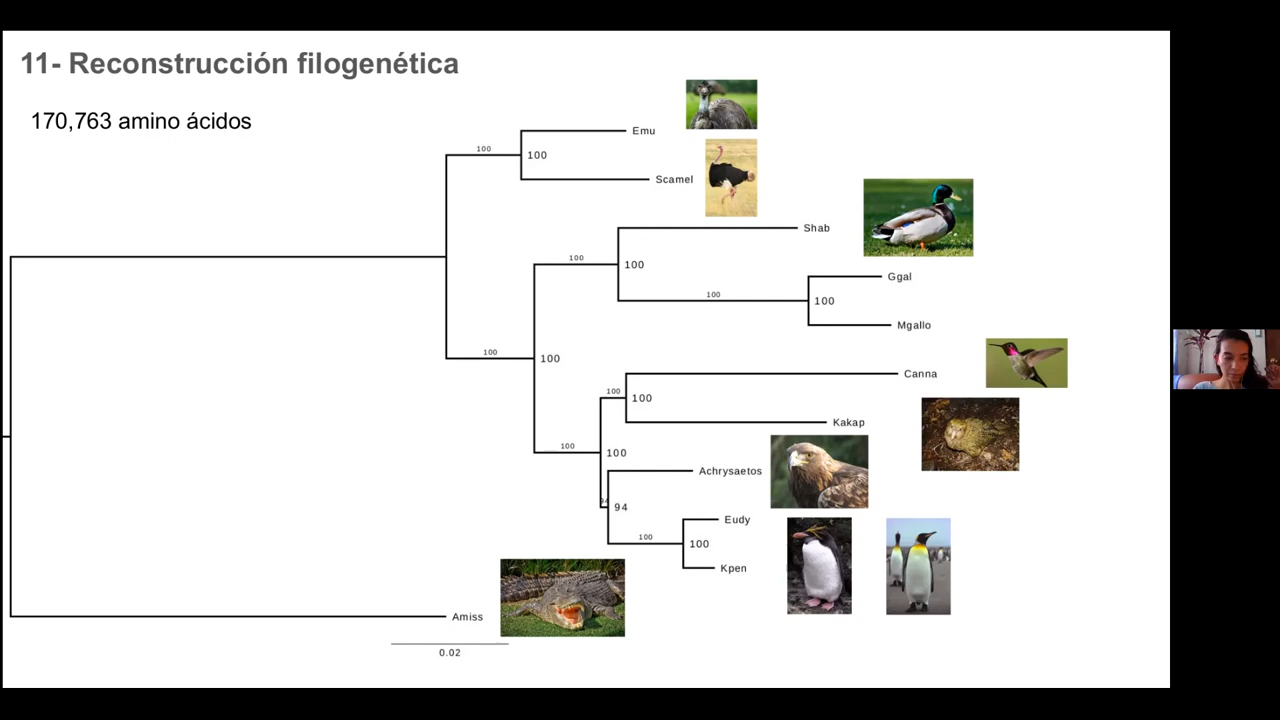 11- Reconstrucción filogenética
170,763 amino ácidos
Emu
100
100
Scamel
Shab
100
100
Ggal
100
100
Mgallo
100
100
Canna
100
100
Kakap
100
100
Achrysaetos
94
94
Eudy
100
100
Kpen
Amiss
0.02